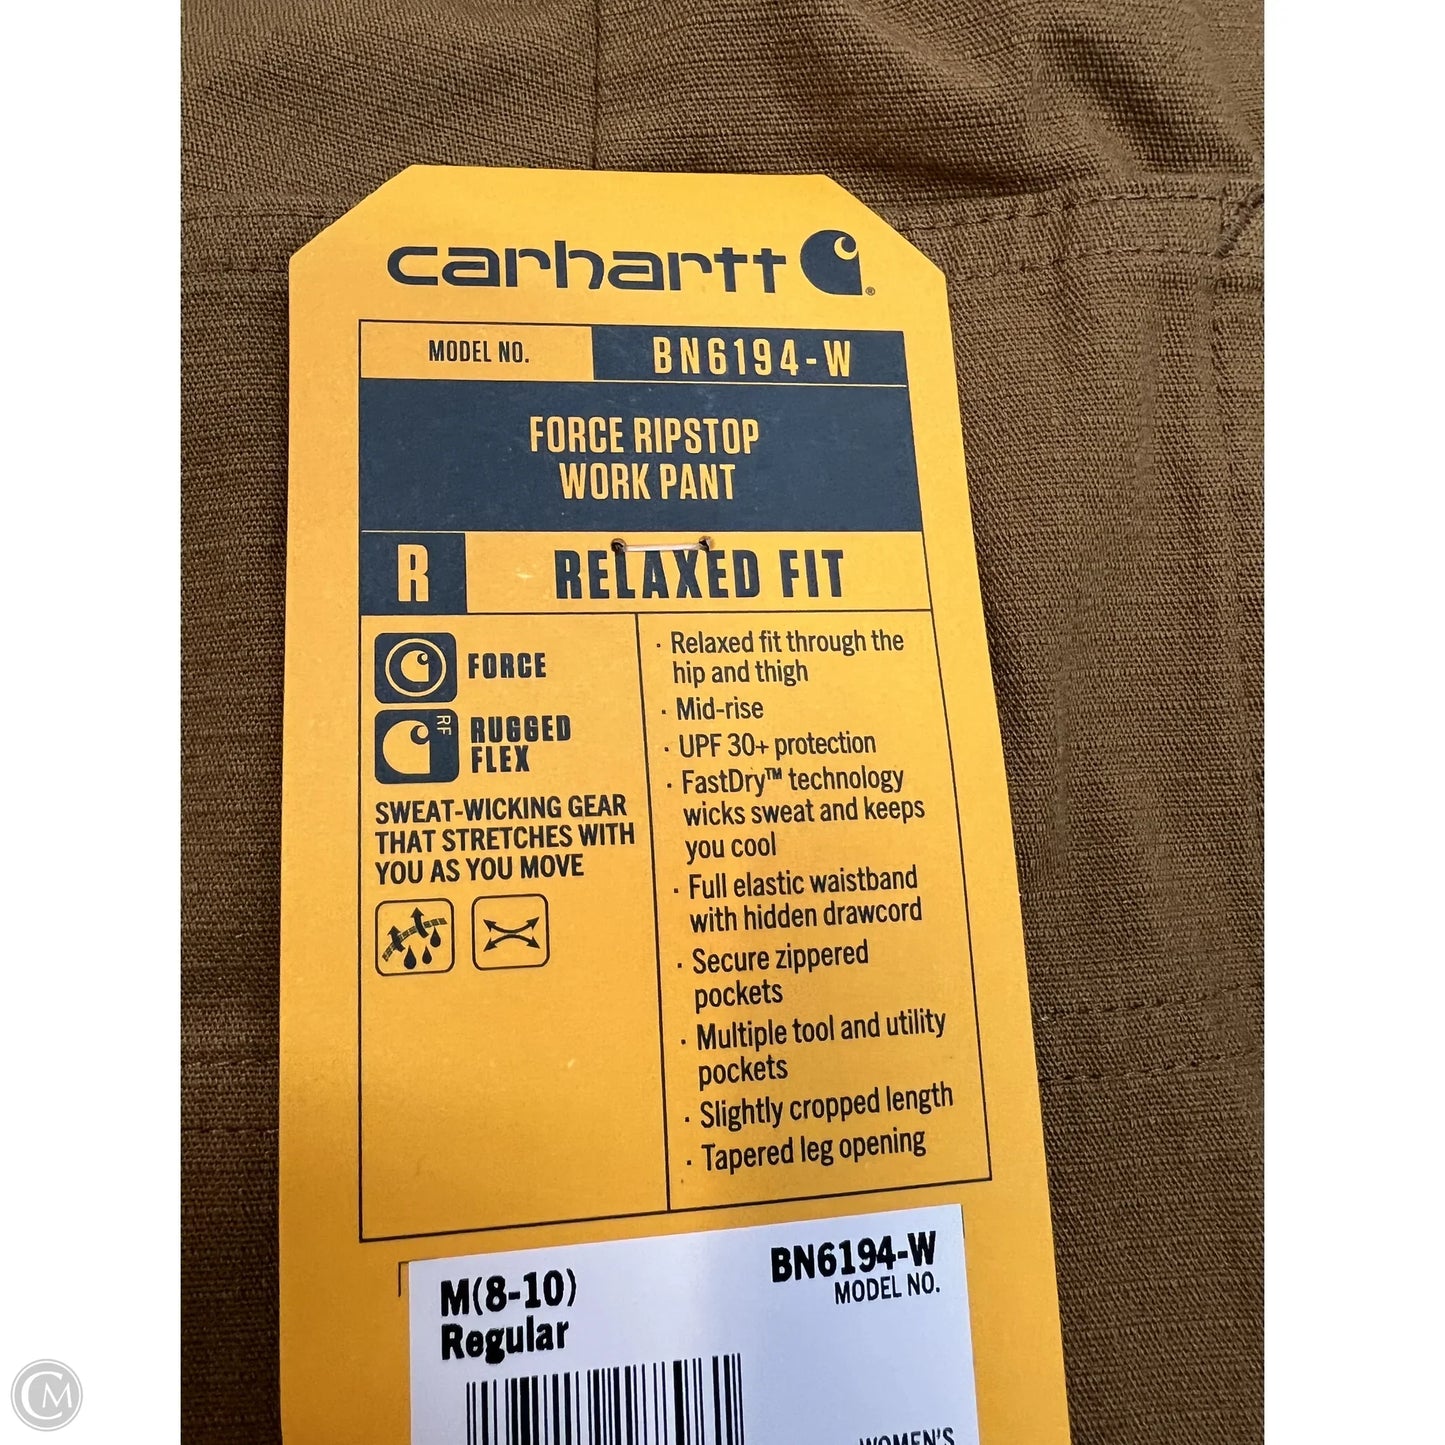 carhartt
MODEL NO. BN6194-W
FORCE RIPSTOP
WORK PANT
R RELAXED FIT
FORCE
RF
RUGGED
FLEX
SWEAT-WICKING GEAR
THAT STRETCHES WITH
YOU AS YOU MOVE
· Relaxed fit through the
hip and thigh
· Mid-rise
· UPF 30+ protection
· FastDry™ technology
wicks sweat and keeps
you cool
· Full elastic waistband
with hidden drawcord
· Secure zippered
pockets
· Multiple tool and utility
pockets
· Slightly cropped length
· Tapered leg opening
M(8-10)
Regular
BN6194-W
MODEL NO.
WOMEN'S
CM